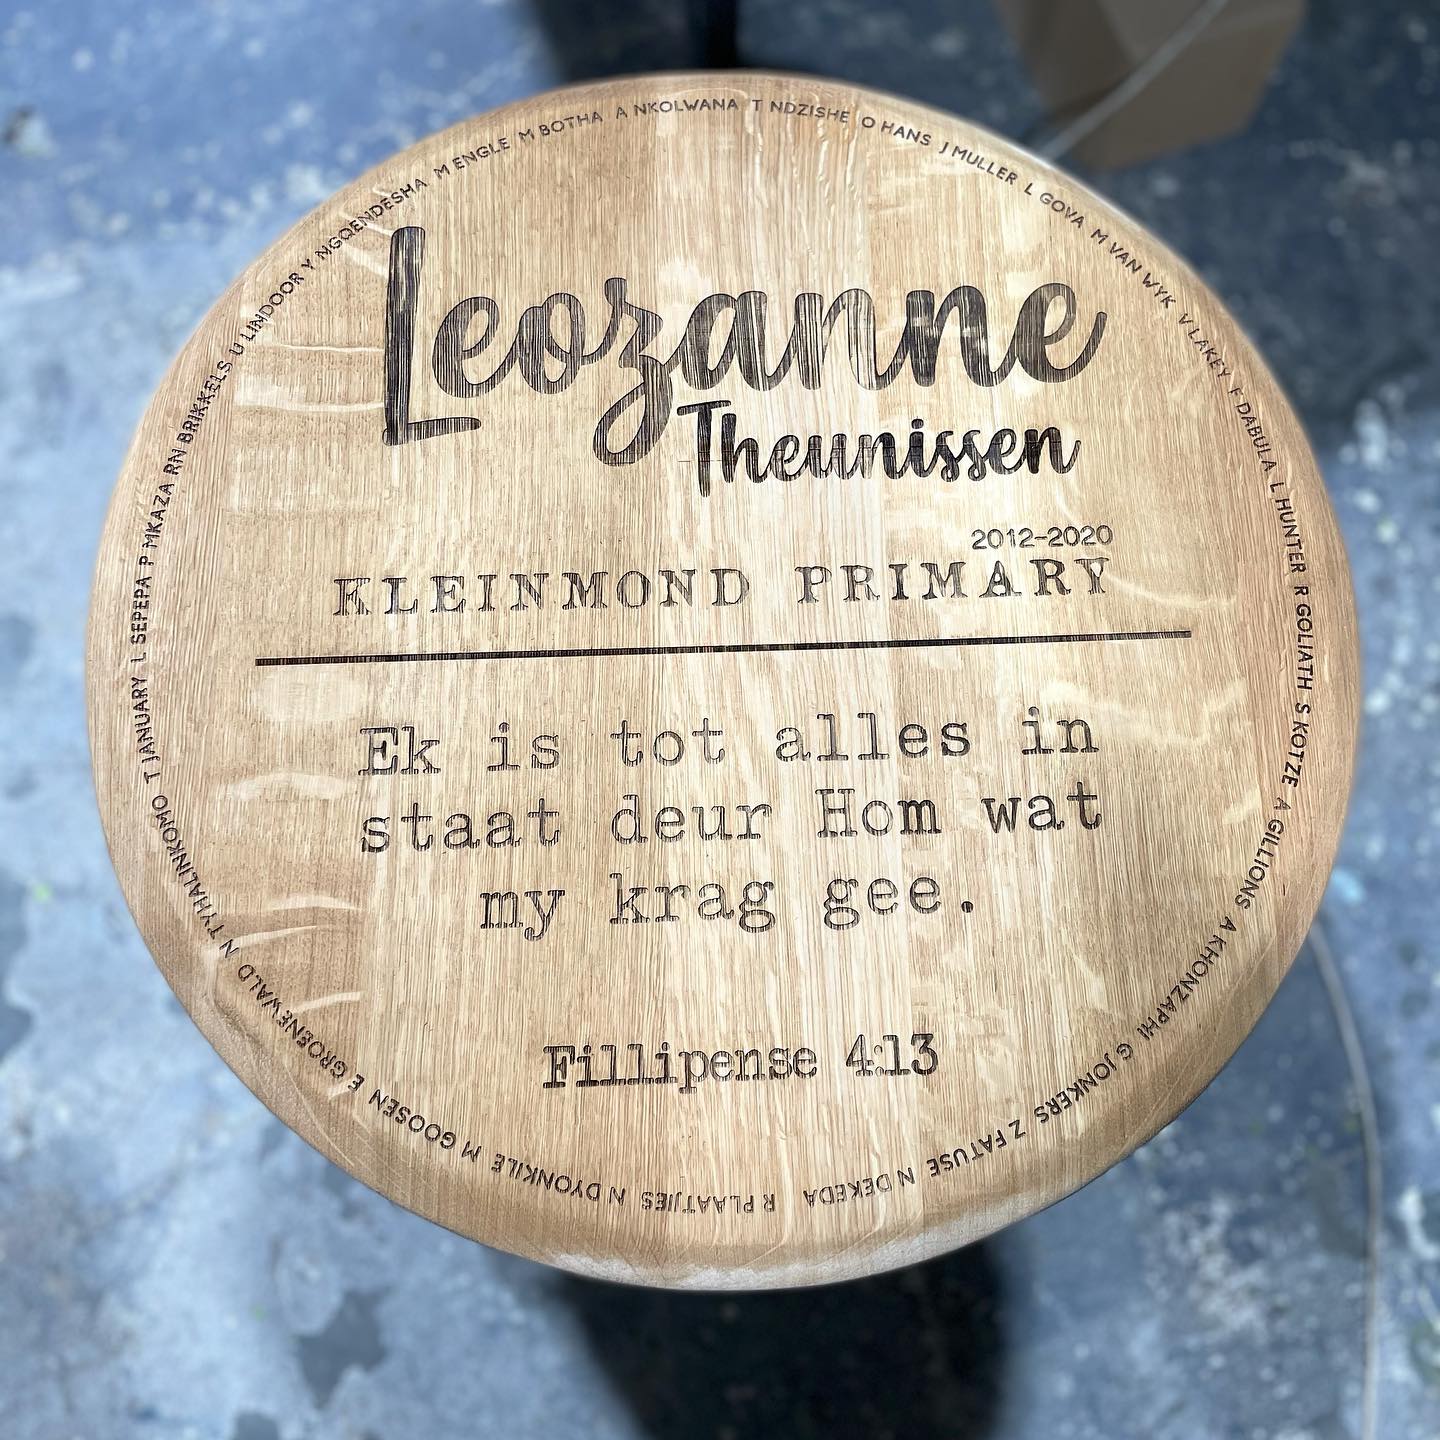 Leozanne
Theunissen
2012-2020
KLEINMOND PRIMARY
Ek is tot alles in
staat deur Hom wat
my krag gee.
Fillipense 4:13
T JANUARY L SEPEPA P MKAZA RN BRIKKELS U LINDOOR Y NGQENDESHA M ENGLE M BOTHA A NKOLWANA T NDZISHE O HANS J MULLER L GOVA M VAN WYK V LAKEY F DABULA L HUNTER R GOLIATH S KOTZE A GILLIONS A KHONZAPHI G JONKERS Z FATUSE N DEKEDA R PLAATJIES N DYONKILE M GOOSEN E GROENEWALD N TYHALINKOMO